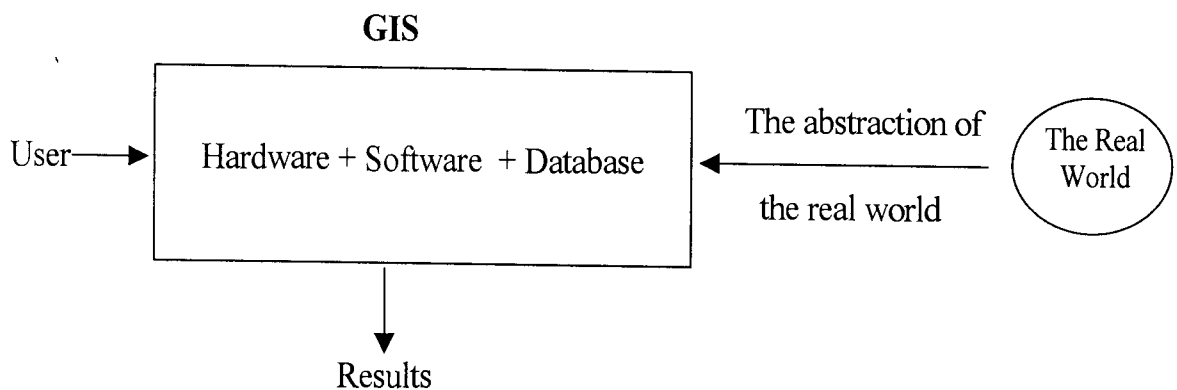 GIS
User
Hardware + Software + Database
The abstraction of
the real world
The Real
World
Results